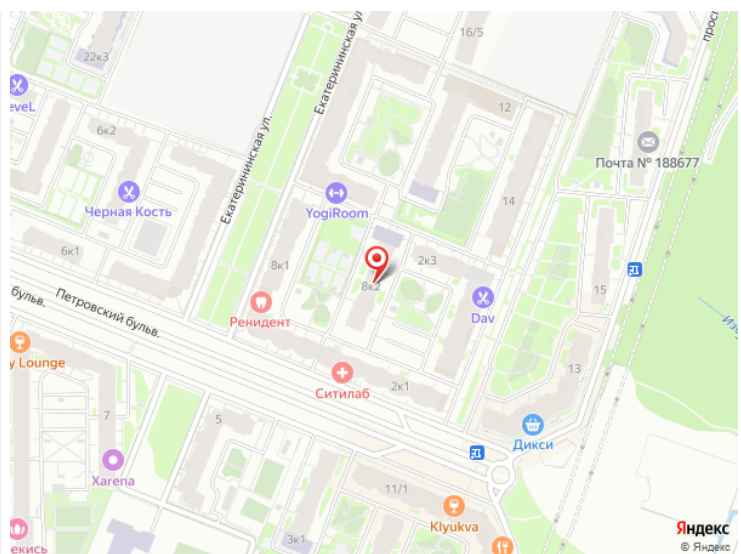 16/5
Екатерининская ул.
просп
22к3
eveL
12
6к2
Почта № 188677
Екатерининская ул.
Черная Кость
YogiRoom
14
6к1
8к1
2к3
8к2
15
бульв.
Петровский бульв.
Ренидент
Dav
y Lounge
Ситилаб
2к1
13
7
5
Дикси
Xarena
11/1
Klyukva
3к1
екись
Яндекс
© Яндекс